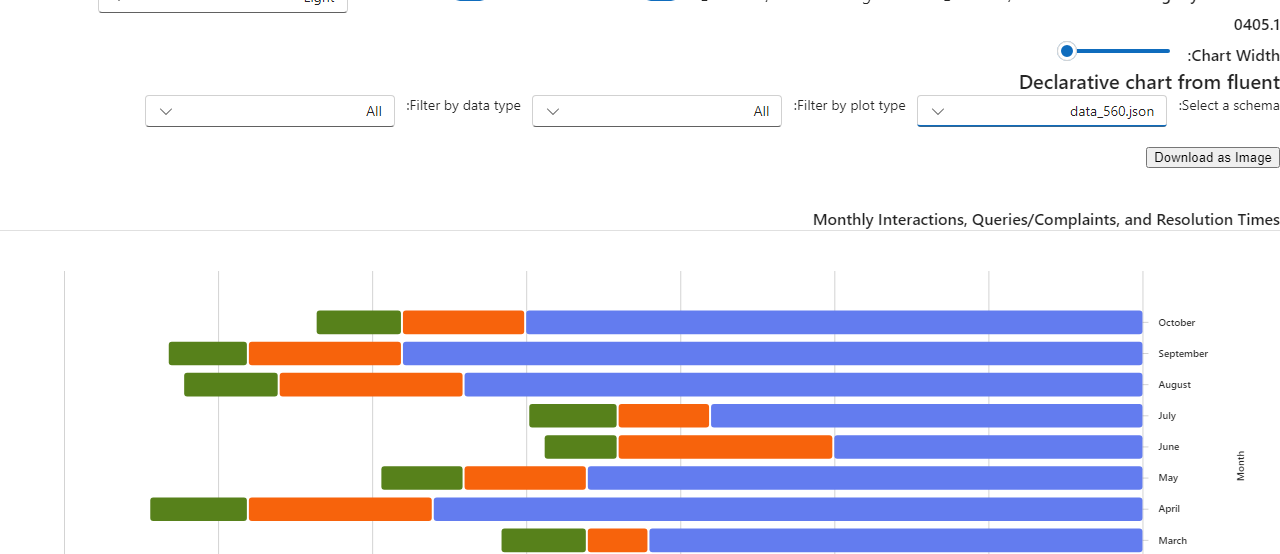 Light
0405.1
:Chart Width
Declarative chart from fluent
:Select a schema
data_560.json
:Filter by plot type
All
:Filter by data type
All
Download as Image
Monthly Interactions, Queries/Complaints, and Resolution Times
October
September
August
July
June
May
April
March
Month